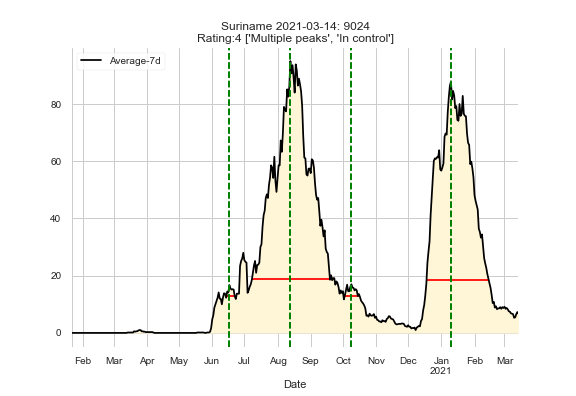 Suriname 2021-03-14: 9024
Rating:4 ['Multiple peaks', 'In control']
Average-7d
80
60
40
20
0
Feb Mar Apr May Jun Jul Aug Sep Oct Nov Dec Jan Feb Mar
2021
Date